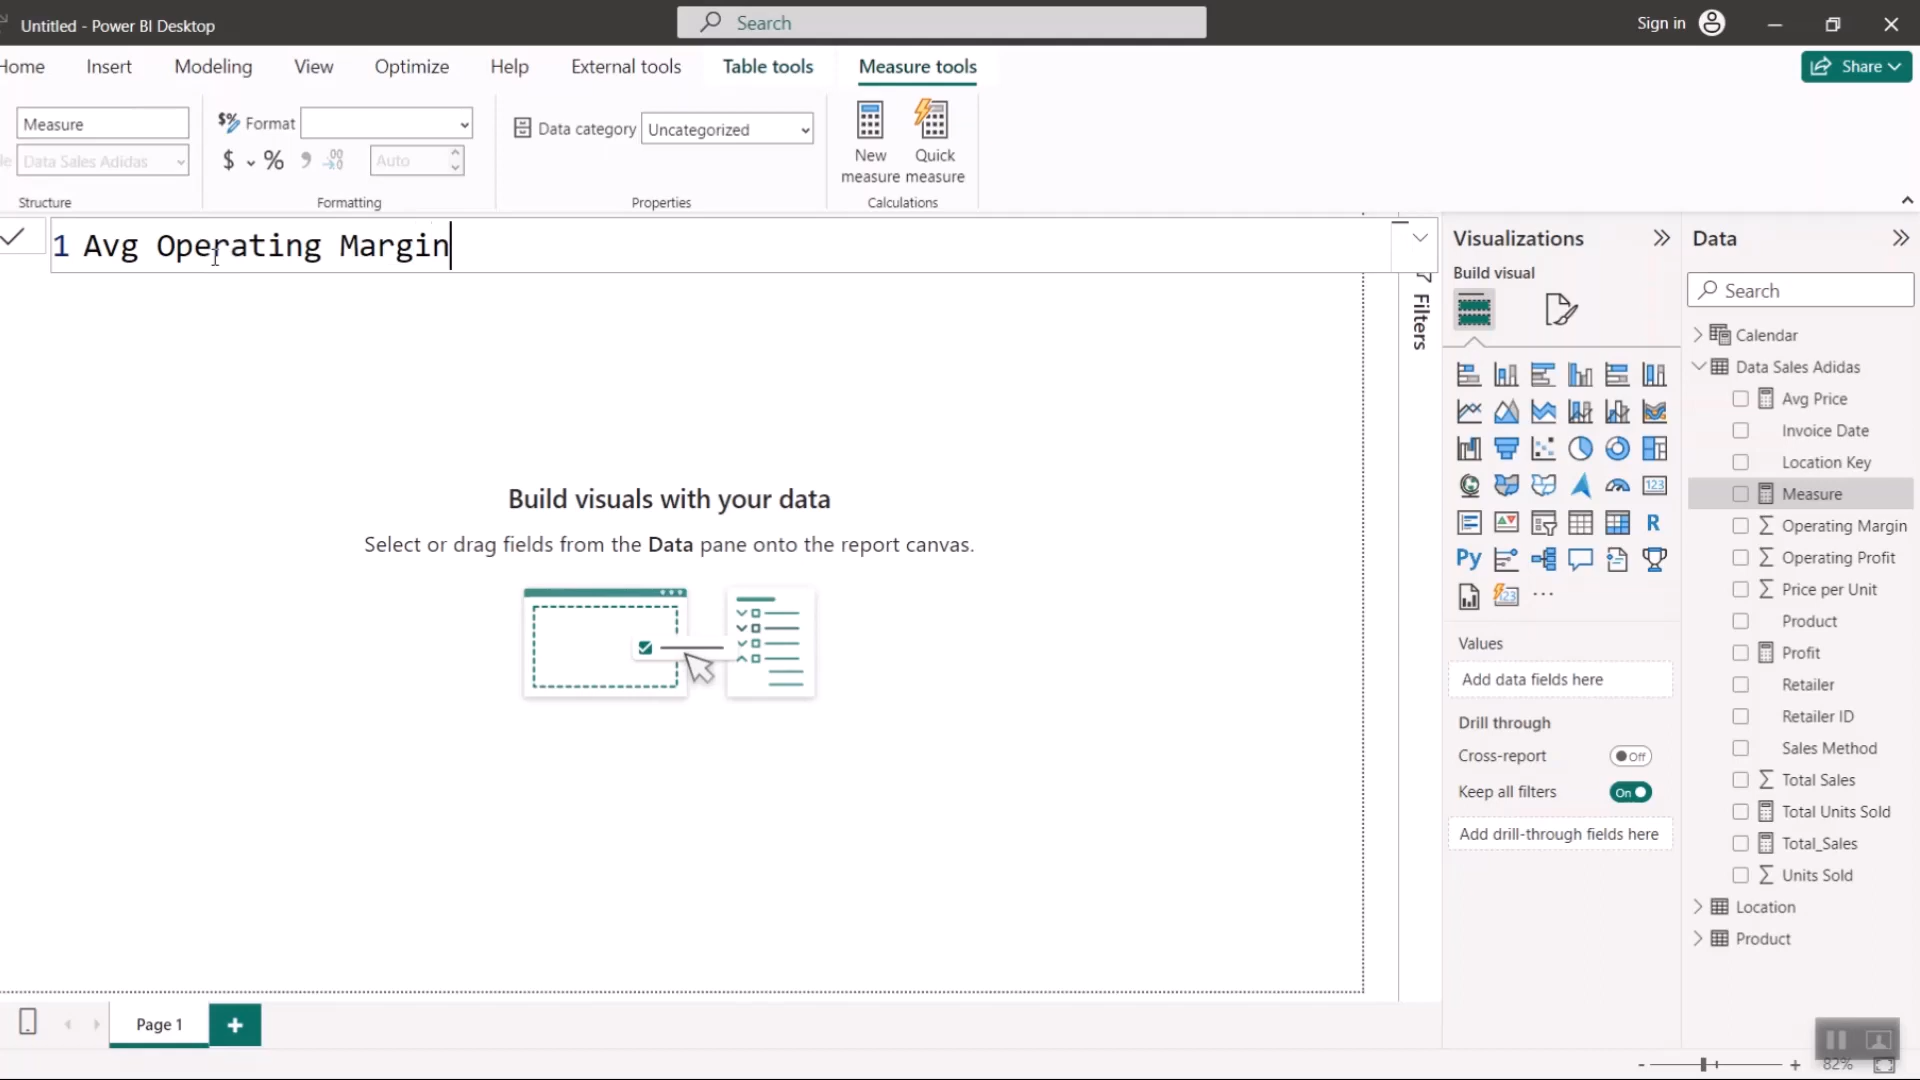 Untitled - Power BI Desktop
Search
Sign in
Home
Insert
Modeling
View
Optimize
Help
External tools
Table tools
Measure tools
Share
Measure
Format
Data category
Uncategorized
Data Sales Adidas
$ % 9 .00
Auto
New measure
Quick measure
Structure
Formatting
Properties
Calculations
1 Avg Operating Margin
Filters
Build visuals with your data
Select or drag fields from the Data pane onto the report canvas.
Visualizations
Build visual
123
R
Py
123
...
Values
Add data fields here
Drill through
Cross-report
Off
Keep all filters
On
Add drill-through fields here
Data
Search
Calendar
Data Sales Adidas
Avg Price
Invoice Date
Location Key
Measure
Σ Operating Margin
Σ Operating Profit
Σ Price per Unit
Product
Profit
Retailer
Retailer ID
Sales Method
Σ Total Sales
Total Units Sold
Total_Sales
Σ Units Sold
Location
Product
Page 1
+
- + 82%